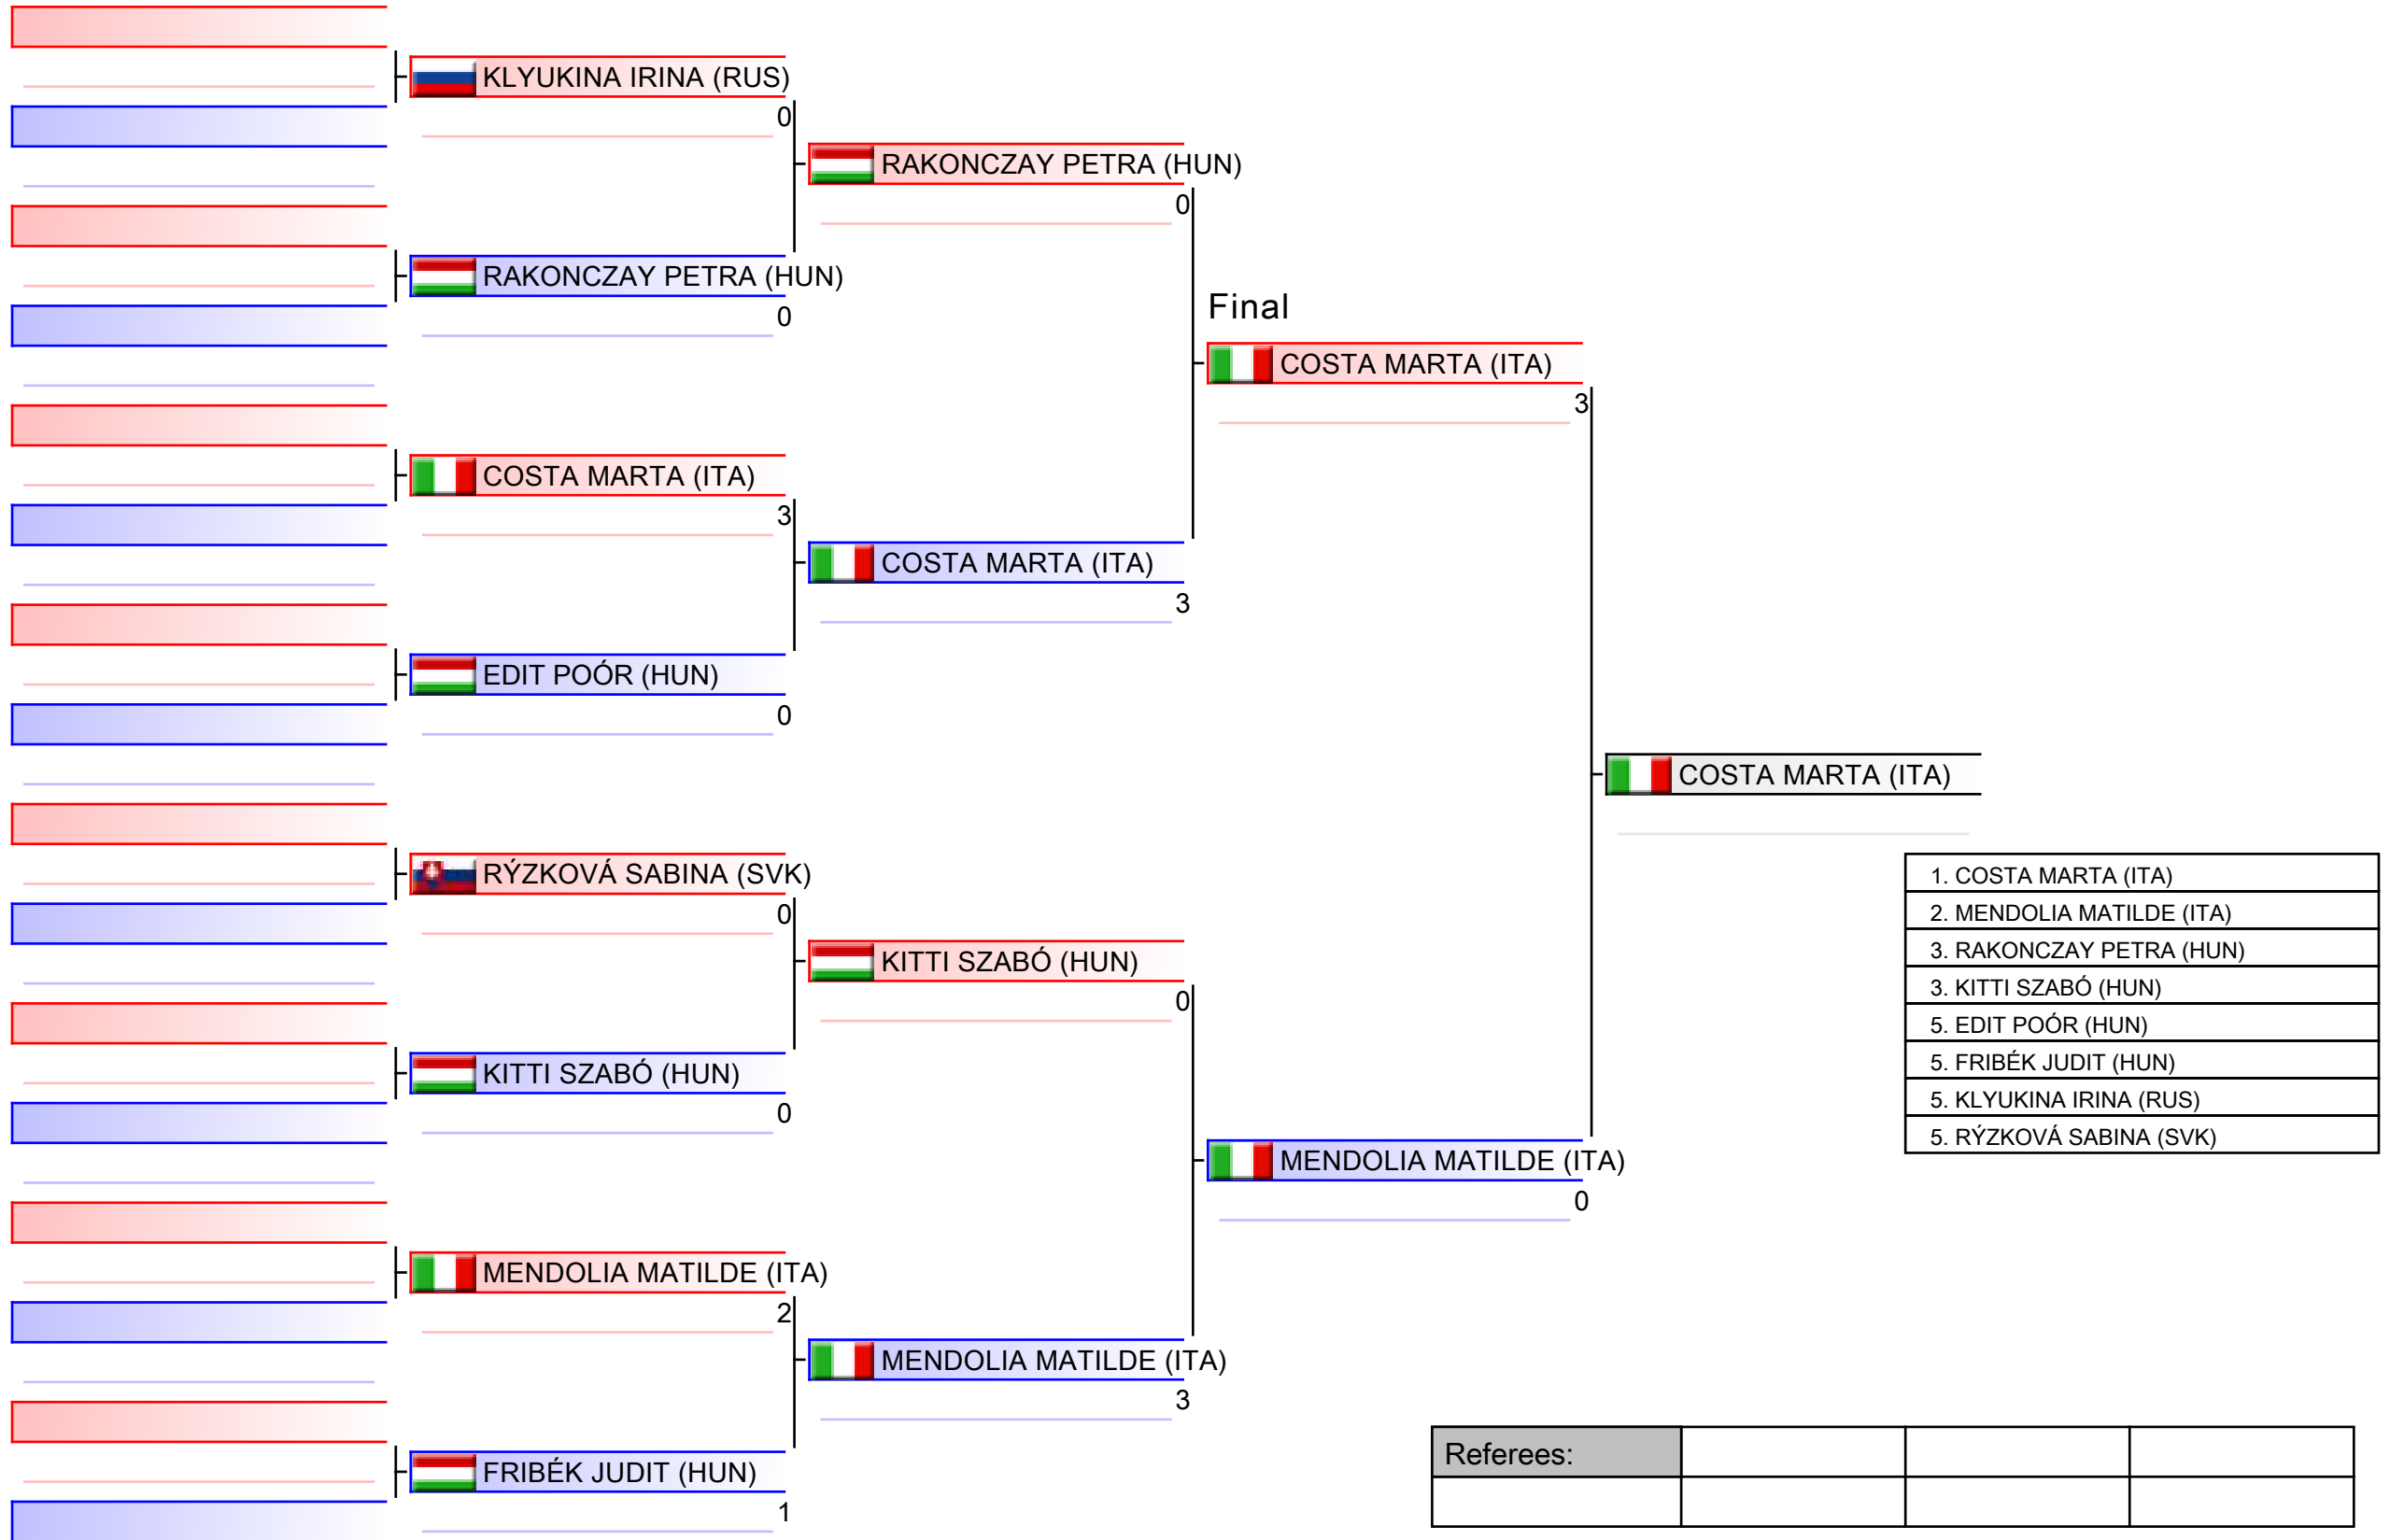 KLYUKINA IRINA (RUS)
0
RAKONCZAY PETRA (HUN)
0
RAKONCZAY PETRA (HUN)
0
Final
COSTA MARTA (ITA)
3
COSTA MARTA (ITA)
3
COSTA MARTA (ITA)
3
EDIT POÓR (HUN)
0
COSTA MARTA (ITA)
RÝZKOVÁ SABINA (SVK)
0
KITTI SZABÓ (HUN)
0
KITTI SZABÓ (HUN)
0
MENDOLIA MATILDE (ITA)
0
MENDOLIA MATILDE (ITA)
2
MENDOLIA MATILDE (ITA)
3
FRIBÉK JUDIT (HUN)
1
1. COSTA MARTA (ITA)
2. MENDOLIA MATILDE (ITA)
3. RAKONCZAY PETRA (HUN)
3. KITTI SZABÓ (HUN)
5. EDIT POÓR (HUN)
5. FRIBÉK JUDIT (HUN)
5. KLYUKINA IRINA (RUS)
5. RÝZKOVÁ SABINA (SVK)
Referees: